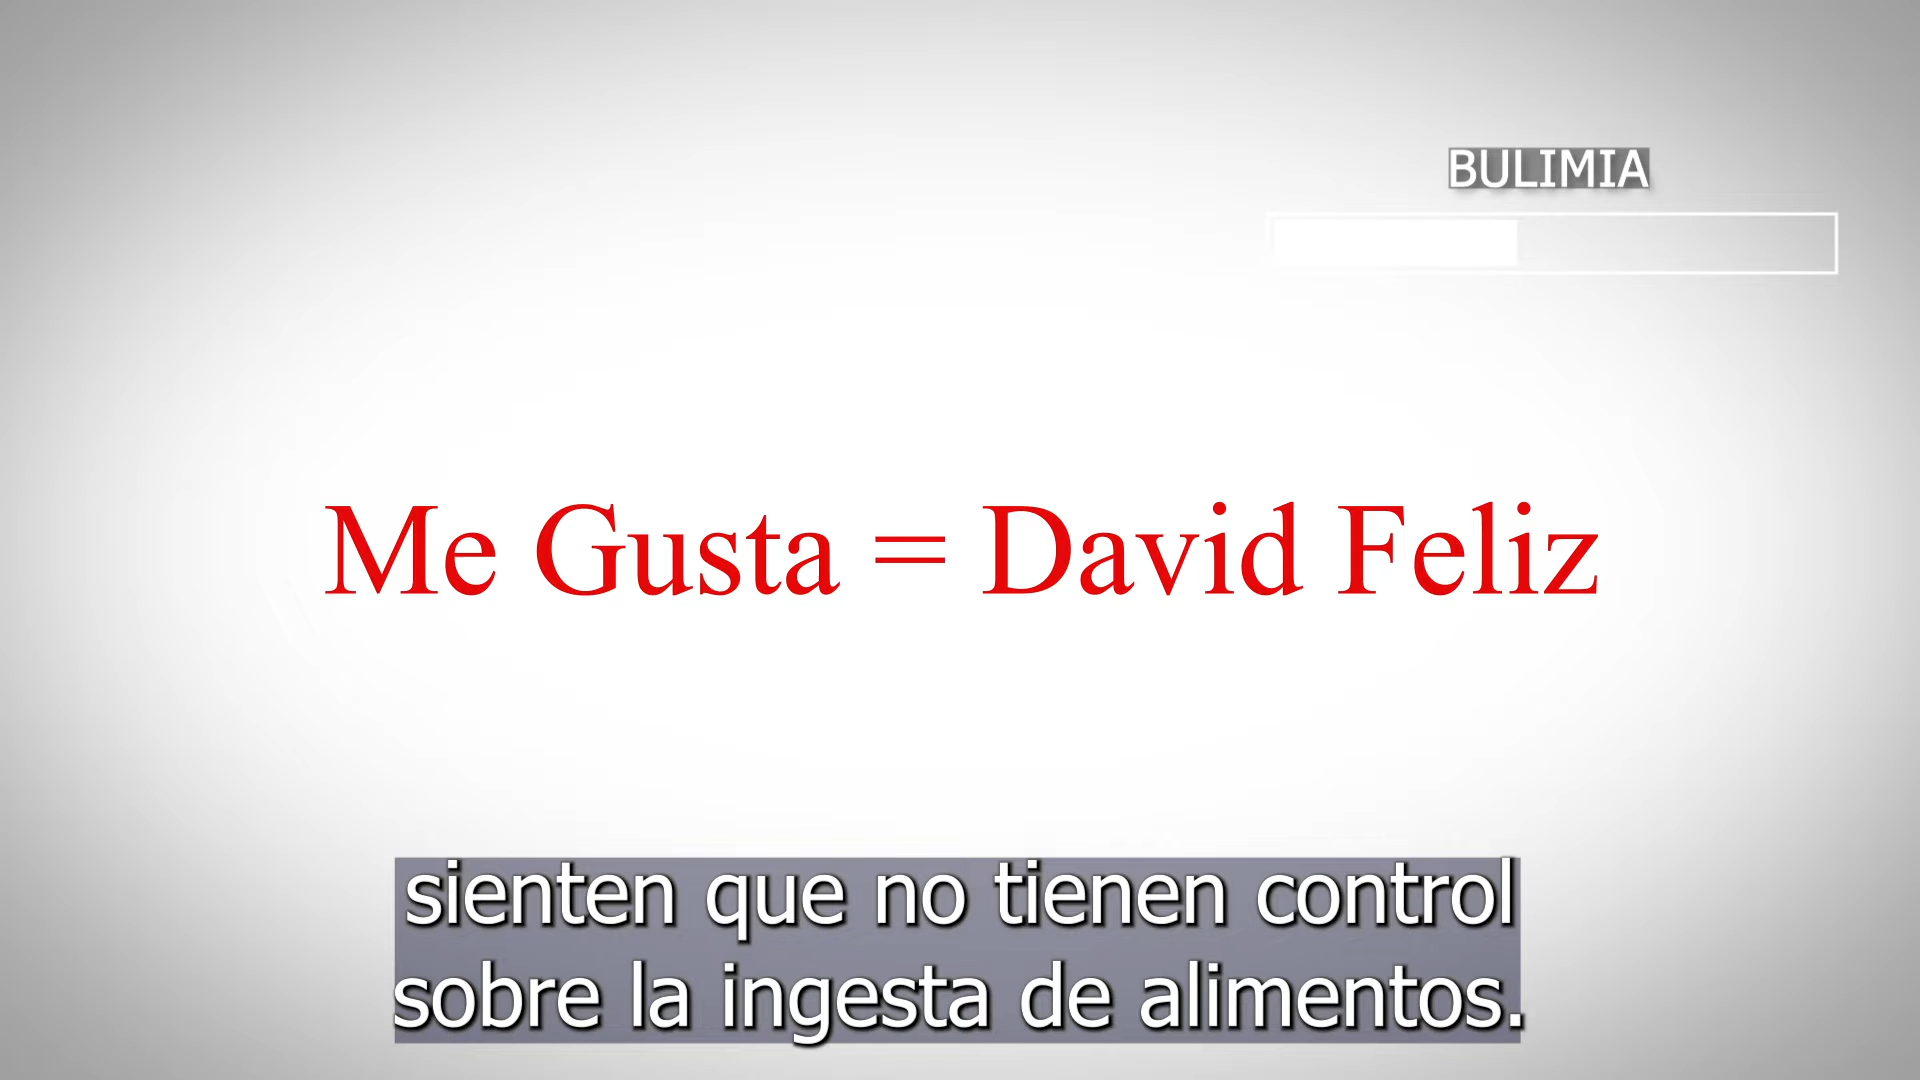 BULIMIA
Me Gusta = David Feliz
sienten que no tienen control
sobre la ingesta de alimentos.